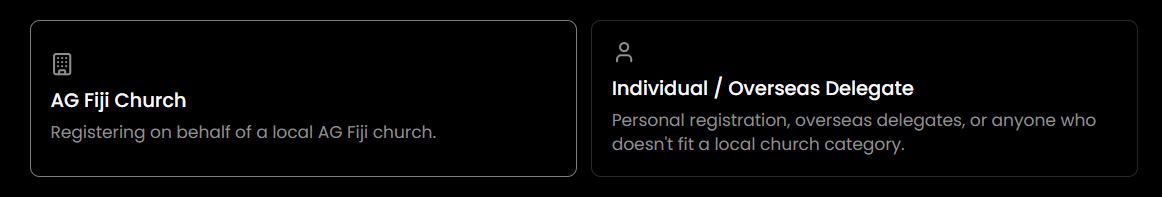 AG Fiji Church
Registering on behalf of a local AG Fiji church.
Individual / Overseas Delegate
Personal registration, overseas delegates, or anyone who
doesn't fit a local church category.